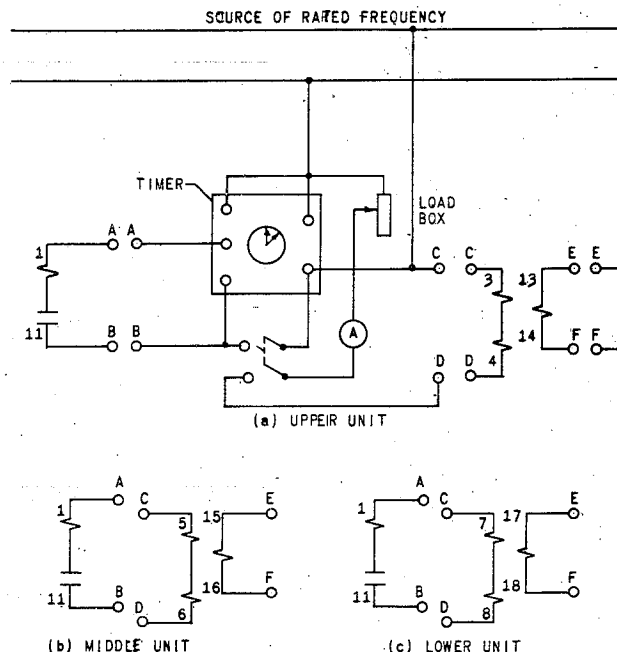 SOURCE OF RATED FREQUENCY
TIMER
LOAD
BOX
A A
1
11
B B
A
C C
3
4
D D
13
14
E E
F F
(a) UPPER UNIT
A
1
11
B
C
5
6
D
15
16
E
F
A
1
11
B
C
7
8
D
17
18
E
F
(b) MIDDLE UNIT
(c) LOWER UNIT